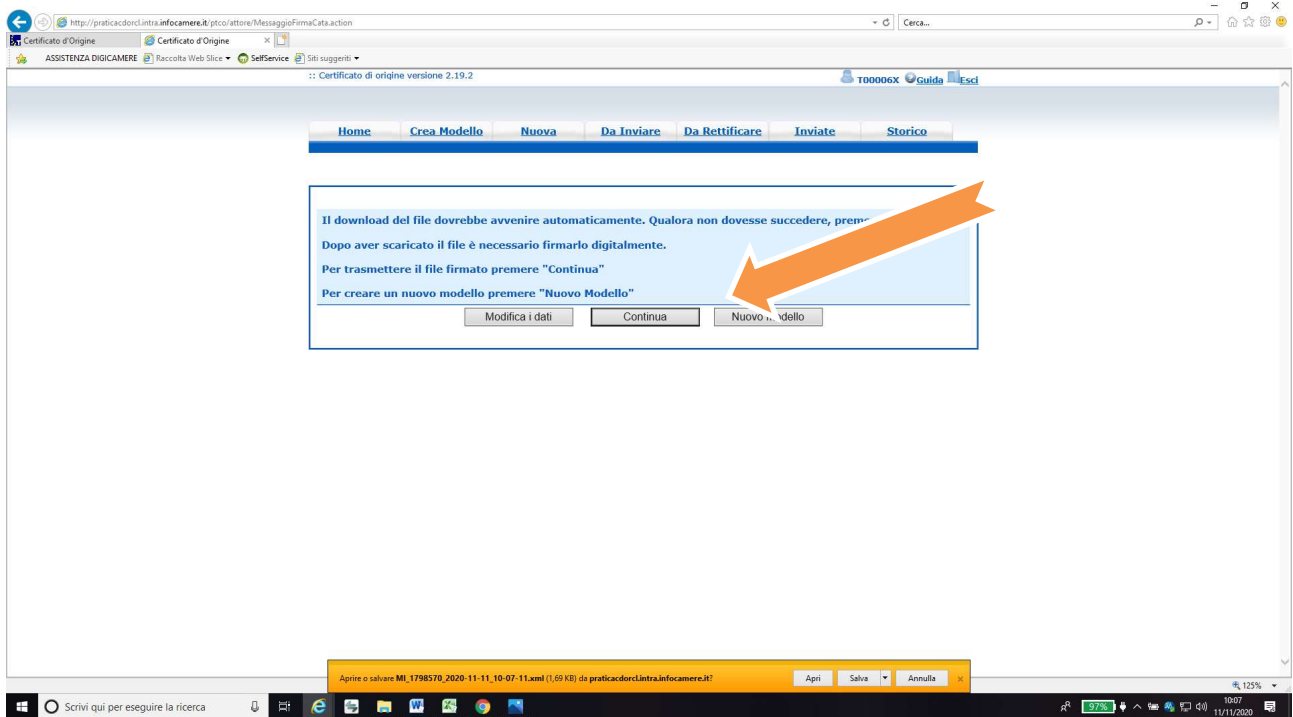 http://praticacdorcl.intra.infocamere.it/ptco/attore/MessaggioFirmaCata.action
Cerca...
Certificato d'Origine
Certificato d'Origine
ASSISTENZA DIGICAMERE Raccolta Web Slice SelfService Siti suggeriti
:: Certificato di origine versione 2.19.2
T00006X Guida Esci
Home Crea Modello Nuova Da Inviare Da Rettificare Inviate Storico
Il download del file dovrebbe avvenire automaticamente. Qualora non dovesse succedere,
Dopo aver scaricato il file è necessario firmarlo digitalmente.
Per trasmettere il file firmato premere "Continua"
Per creare un nuovo modello premere "Nuovo Modello"
Modifica i dati Continua Nuovo modello
Aprire o salvare MI_1798570_2020-11-11_10-07-11.xml (1,69 KB) da praticacdorcl.intra.infocamere.it?
Apri Salva Annulla
125%
Scrivi qui per eseguire la ricerca
97%
10:07
11/11/2020